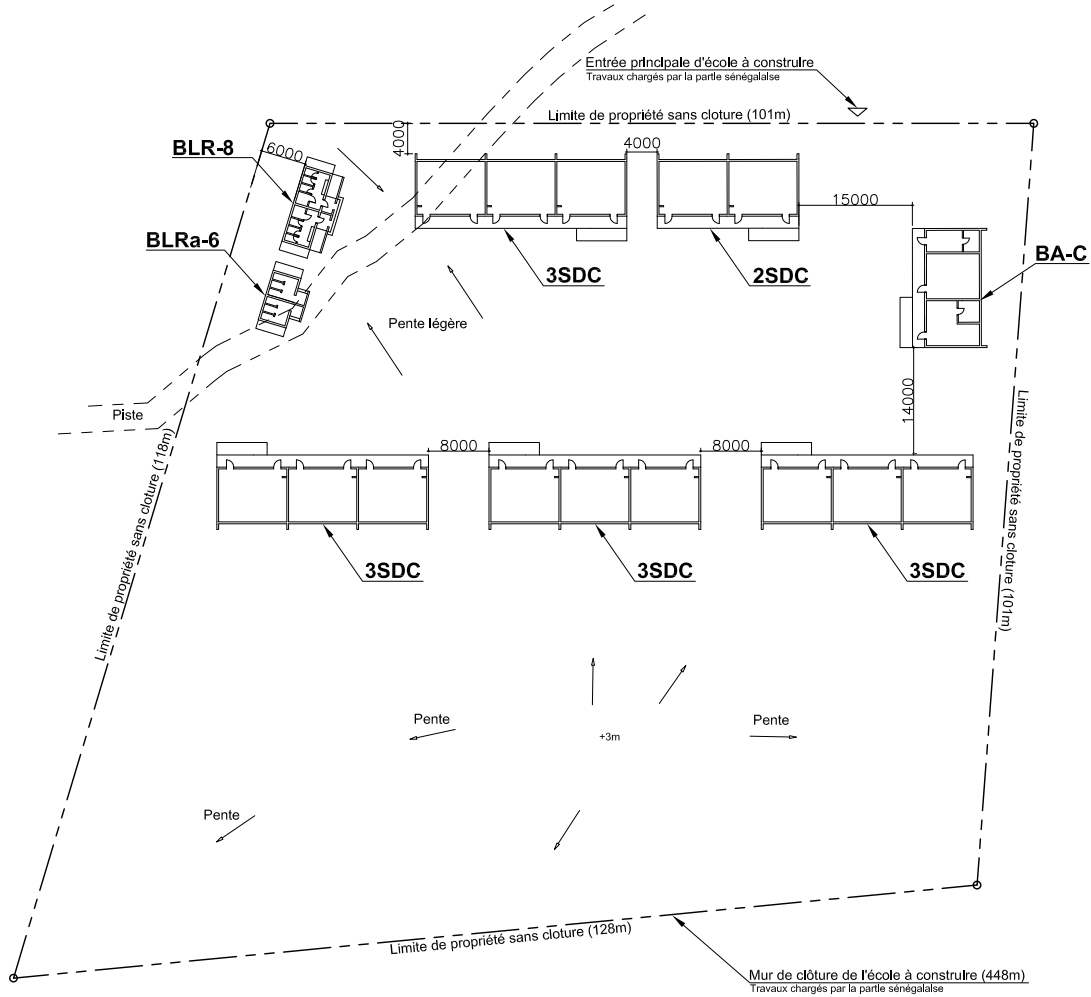 Entrée principale d'école à construire
Travaux chargés par la partie sénégalaise
Limite de propriété sans cloture (101m)
BLR-8
6000
4000
4000
15000
BLRa-6
3SDC
2SDC
BA-C
Pente légère
Piste
14000
8000
8000
Limite de propriété sans cloture (118m)
Limite de propriété sans cloture (101m)
3SDC
3SDC
3SDC
Pente
+3m
Pente
Pente
Limite de propriété sans cloture (128m)
Mur de clôture de l'école à construire (448m)
Travaux chargés par la partie sénégalaise